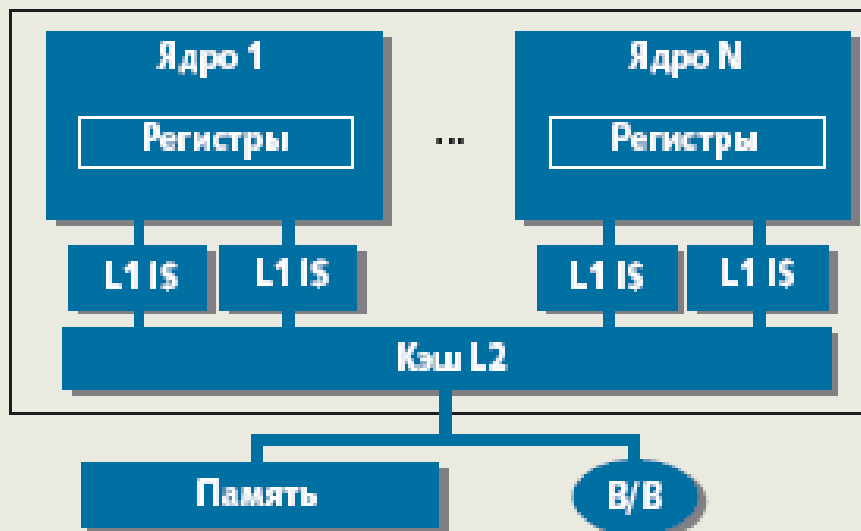 Ядро 1
Ядро N
Регистры
...
Регистры
L1 I$
L1 I$
L1 I$
L1 I$
Кэш L2
Память
В/В